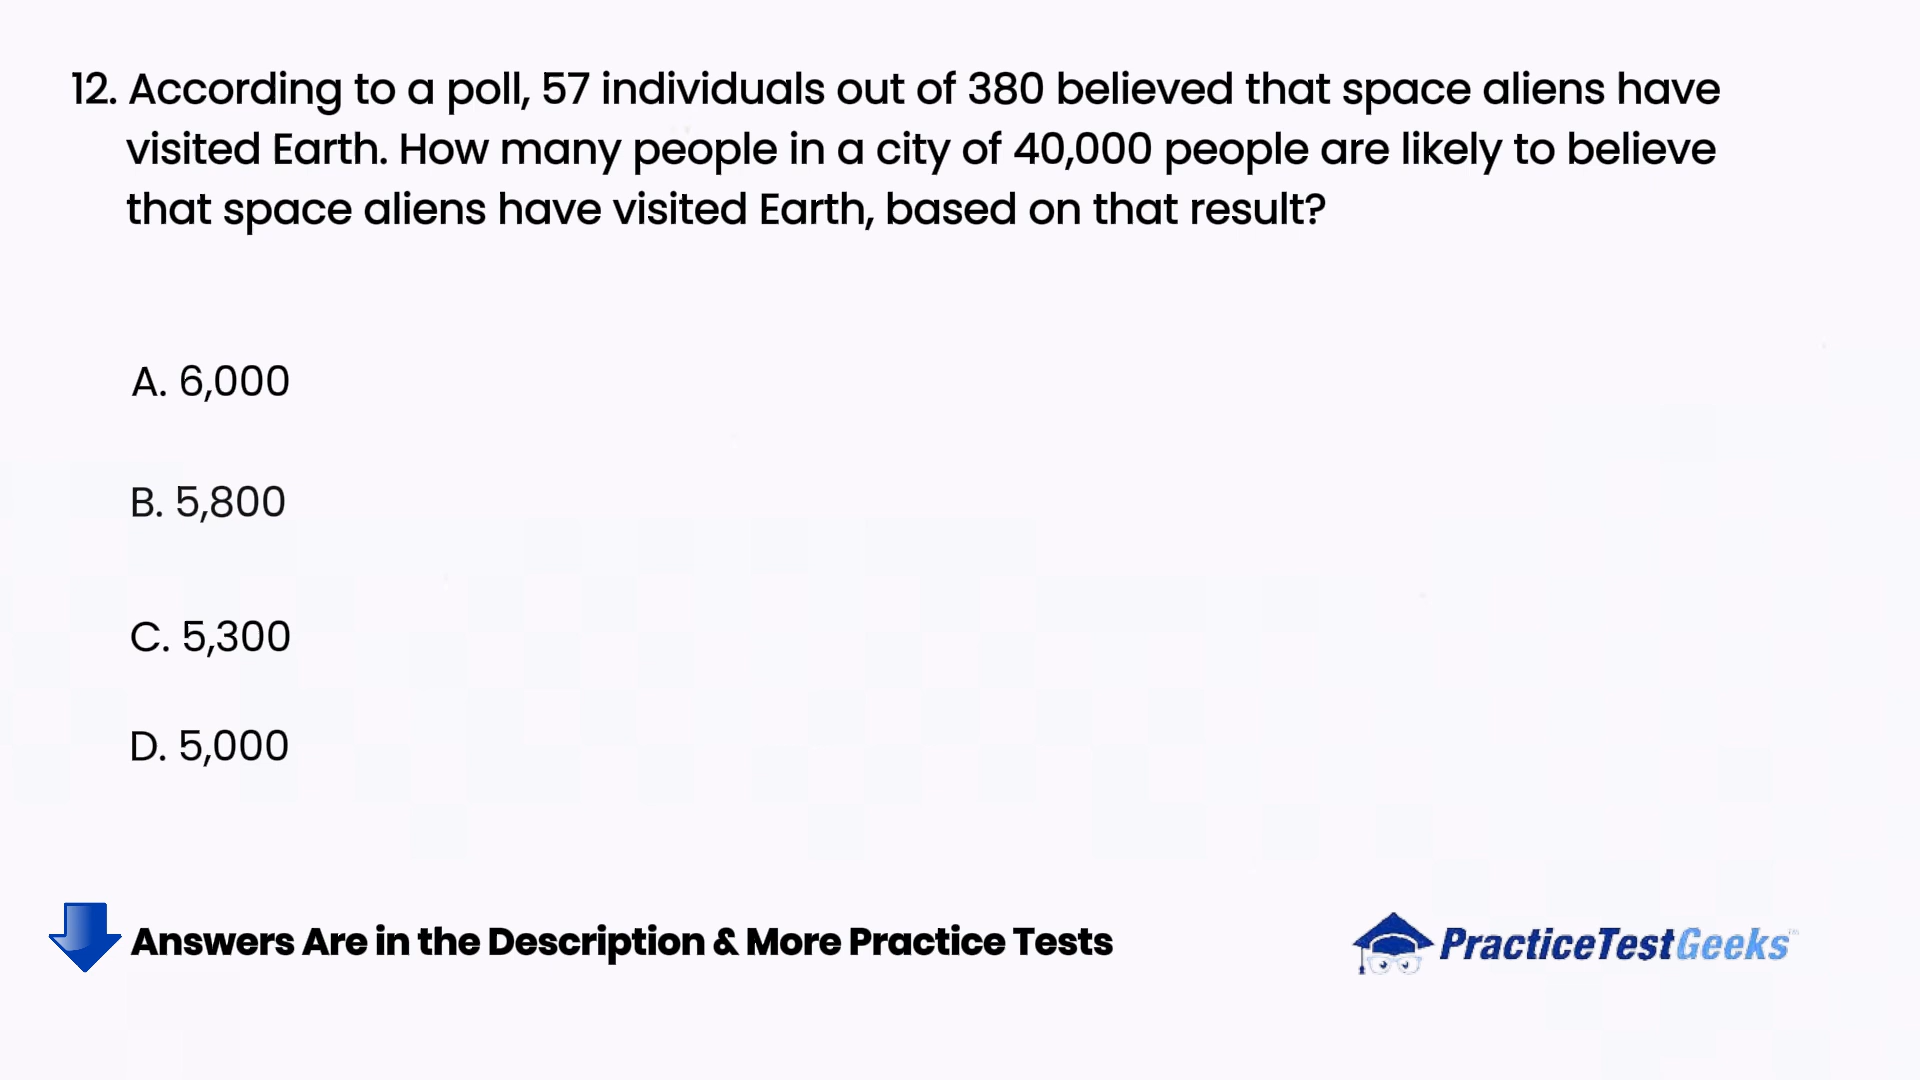 12. According to a poll, 57 individuals out of 380 believed that space aliens have
visited Earth. How many people in a city of 40,000 people are likely to believe
that space aliens have visited Earth, based on that result?
A. 6,000
B. 5,800
C. 5,300
D. 5,000
Answers Are in the Description & More Practice Tests
PracticeTestGeeks™